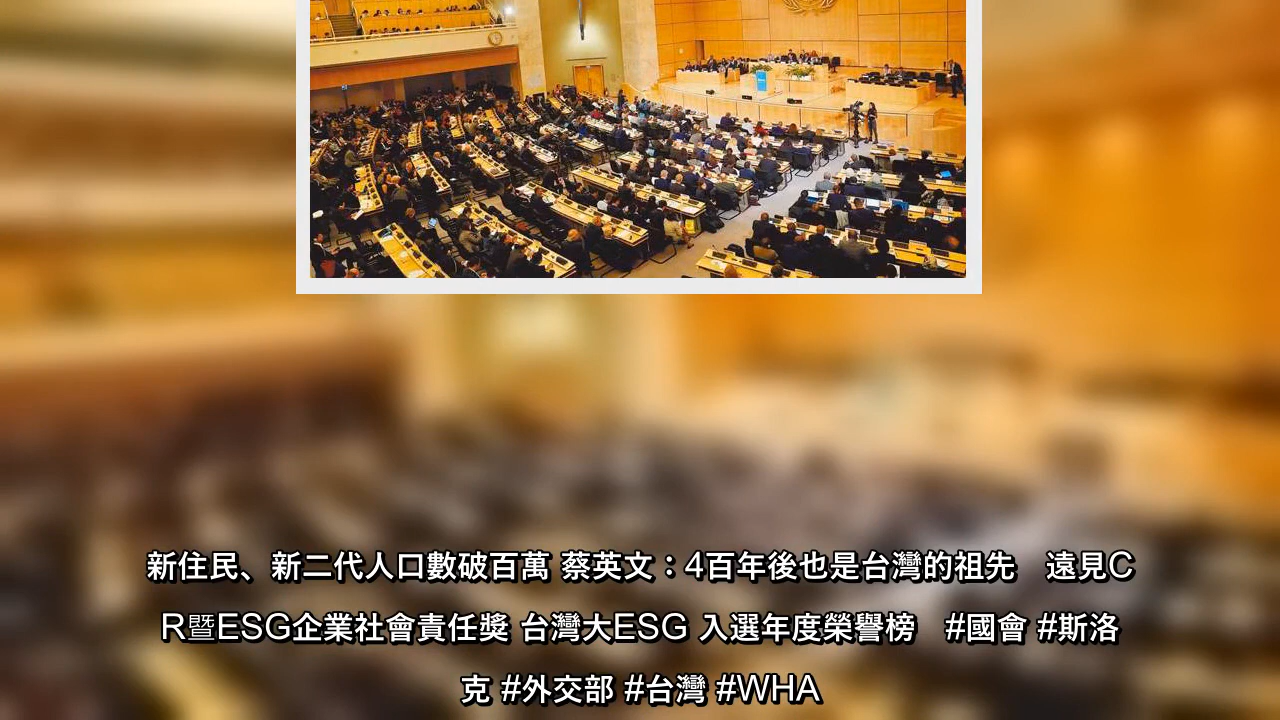 新住民、新二代人口數破百萬 蔡英文：4百年後也是台灣的祖先　遠見C
R暨ESG企業社會責任獎 台灣大ESG 入選年度榮譽榜　#國會 #斯洛
克 #外交部 #台灣 #WHA